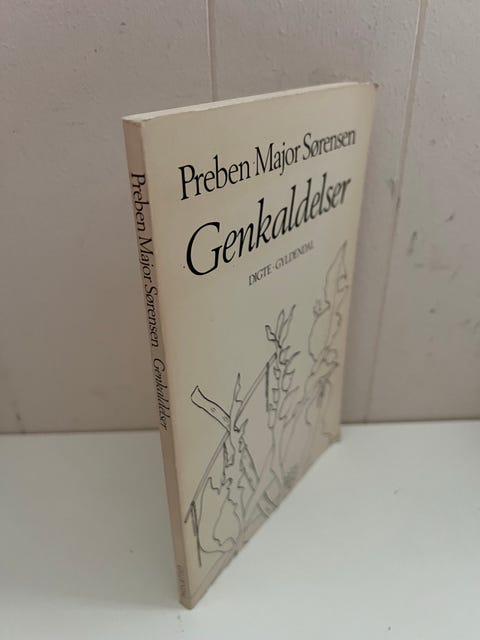 Preben Major Sørensen
Genkaldelser
DIGTE · GYLDENDAL
Preben Major Sørensen Genkaldelser